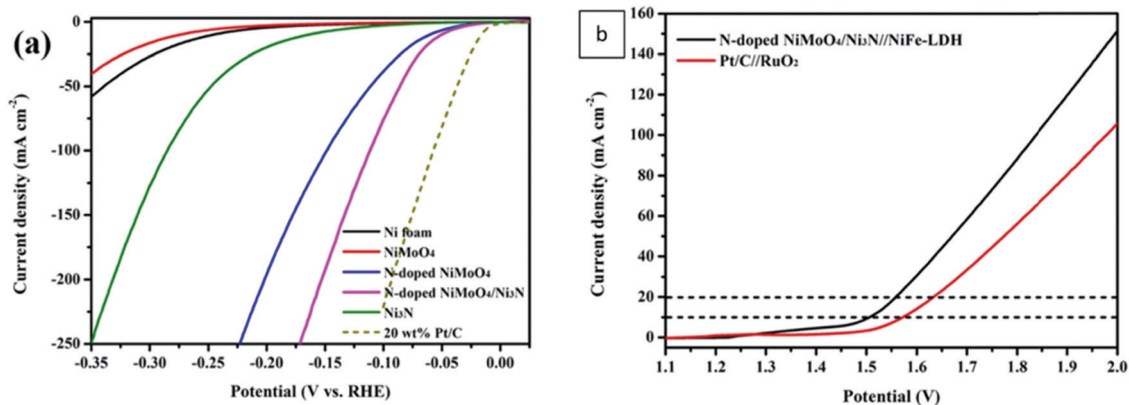 (a)
Current density (mA cm⁻²)
0
-50
-100
-150
-200
-250
Ni foam
NiMoO₄
N-doped NiMoO₄
N-doped NiMoO₄/Ni₃N
Ni₃N
20 wt% Pt/C
-0.35 -0.30 -0.25 -0.20 -0.15 -0.10 -0.05 0.00
Potential (V vs. RHE)
b
Current density (mA cm⁻²)
160
140
120
100
80
60
40
20
0
N-doped NiMoO₄/Ni₃N//NiFe-LDH
Pt/C//RuO₂
1.1 1.2 1.3 1.4 1.5 1.6 1.7 1.8 1.9 2.0
Potential (V)